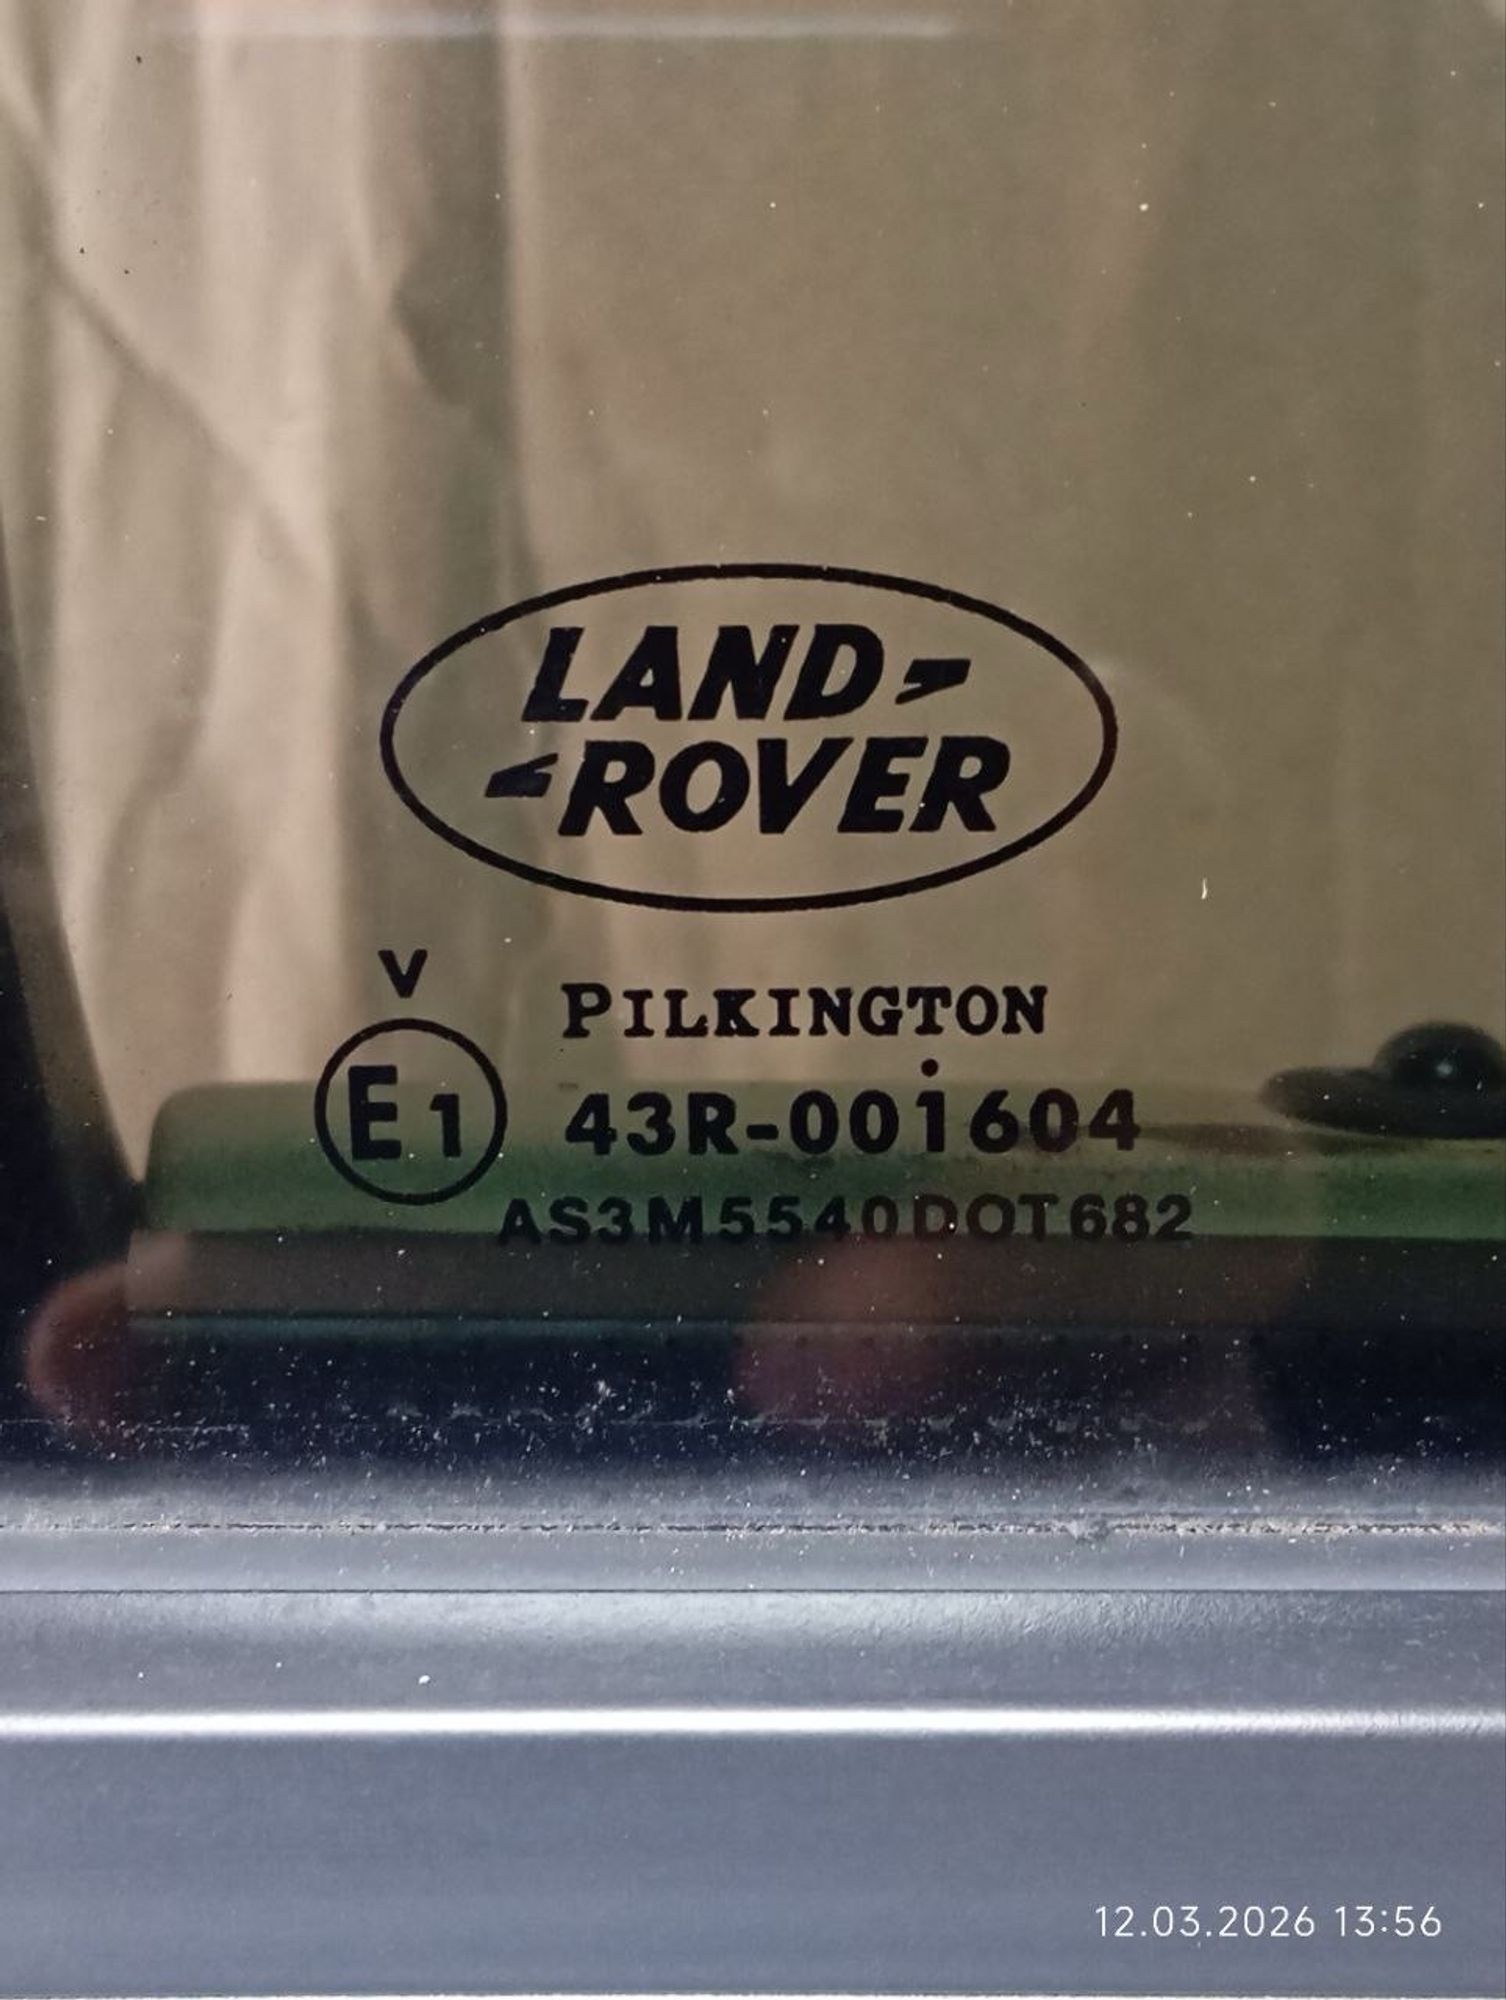 LAND-
-ROVER
V
PILKINGTON
E1 43R-001604
AS3M5540DOT682
12.03.2026 13:56